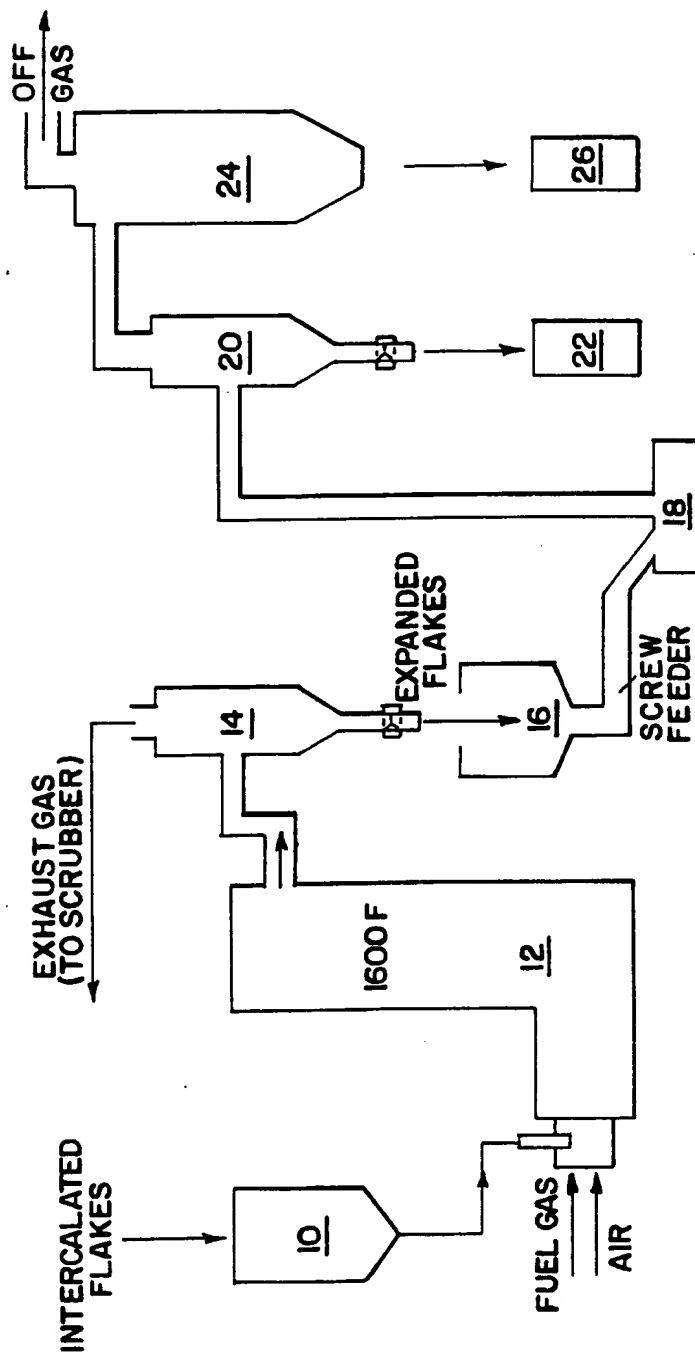 INTERCALATED
FLAKES
10
FUEL GAS
AIR
EXHAUST GAS
(TO SCRUBBER)
1600 F
12
14
EXPANDED
FLAKES
16
SCREW
FEEDER
18
20
22
OFF
GAS
24
26